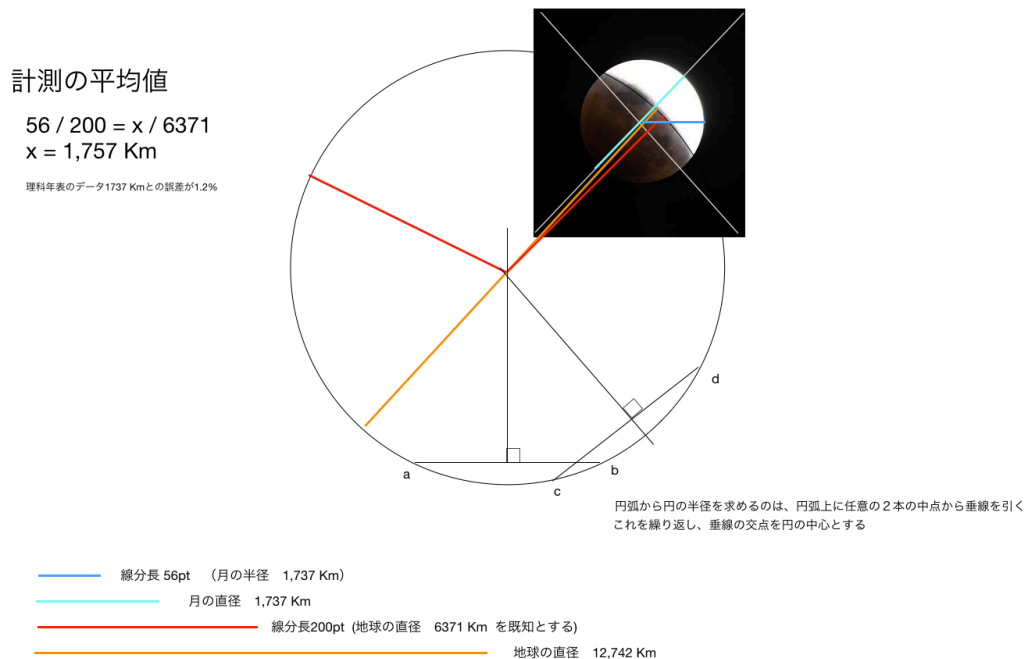 計測の平均値
56 / 200 = x / 6371
x = 1,757 Km
理科年表のデータ1737 Kmとの誤差が1.2%
d
a
b
c
円弧から円の半径を求めるのは、円弧上に任意の２本の中点から垂線を引く
これを繰り返し、垂線の交点を円の中心とする
線分長 56pt （月の半径 1,737 Km）
月の直径 1,737 Km
線分長200pt (地球の直径 6371 Km を既知とする)
地球の直径 12,742 Km